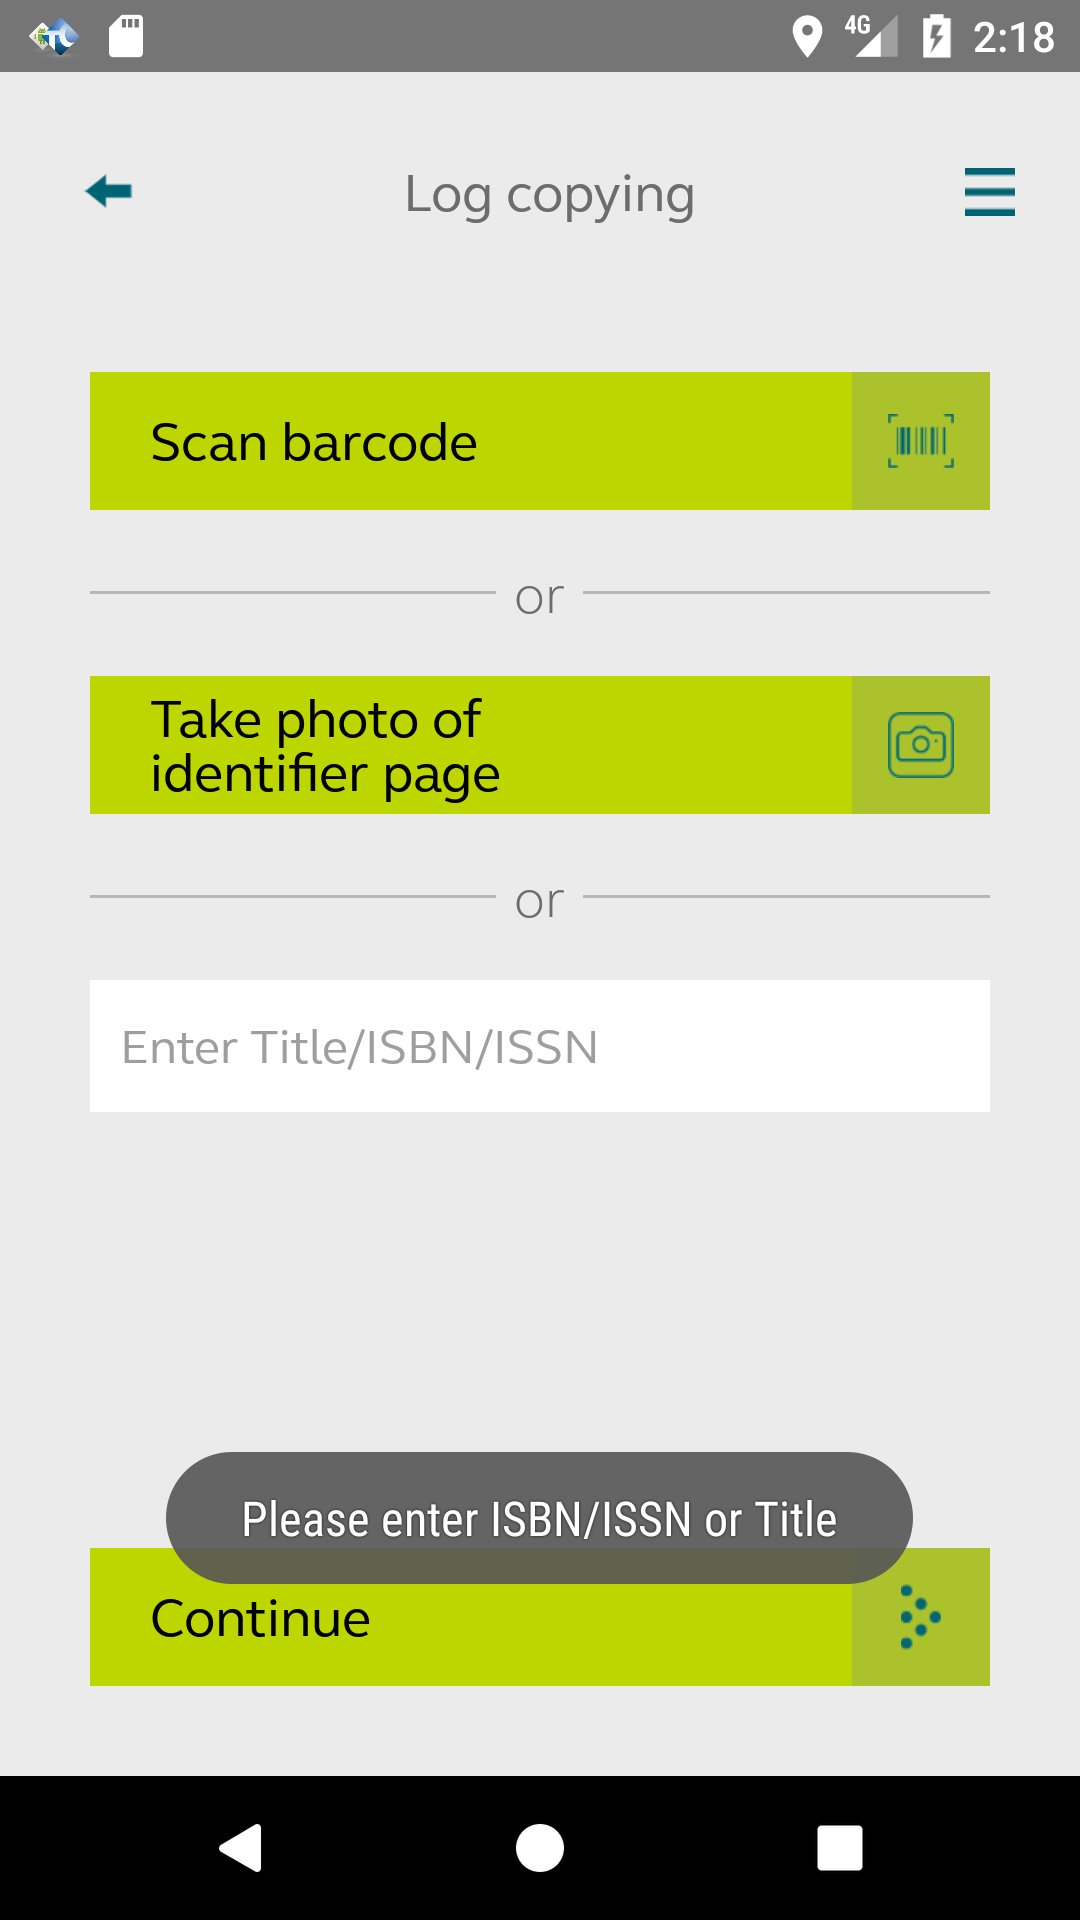 4G 2:18
Log copying
Scan barcode
or
Take photo of
identifier page
or
Enter Title/ISBN/ISSN
Please enter ISBN/ISSN or Title
Continue